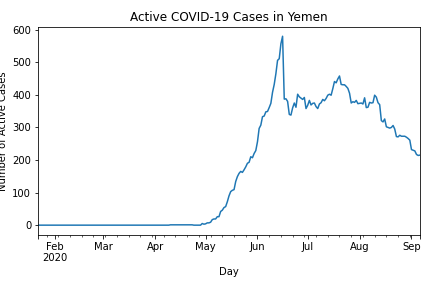 Active COVID-19 Cases in Yemen
Number of Active Cases
600
500
400
300
200
100
0
Feb
2020
Mar
Apr
May
Jun
Jul
Aug
Sep
Day